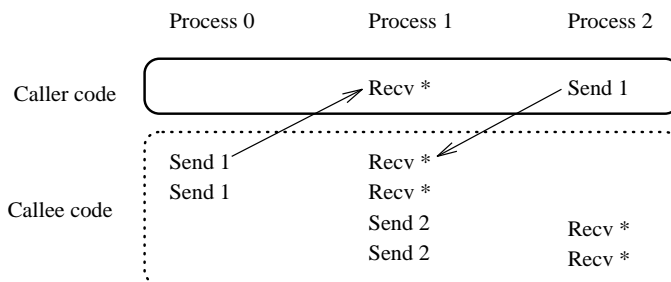 Process 0 Process 1 Process 2
Caller code Recv * Send 1
Send 1 Recv *
Send 1 Recv *
Callee code Send 2 Recv *
Send 2 Recv *